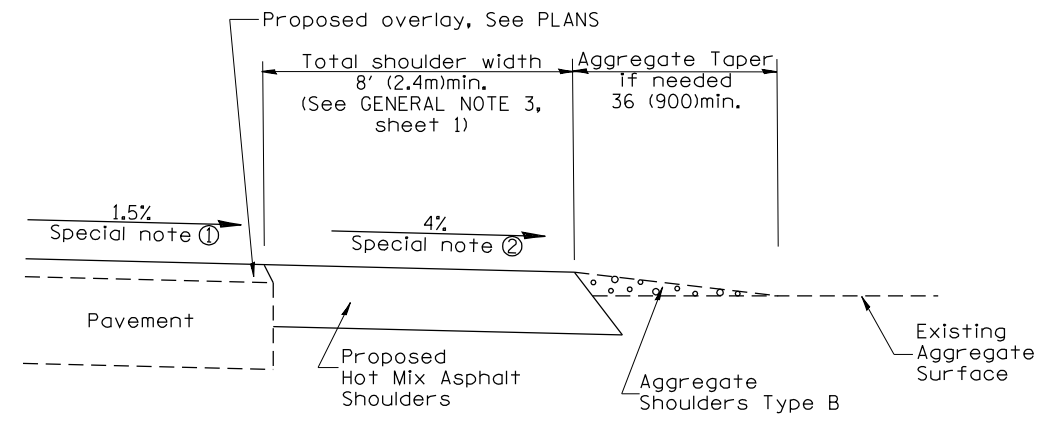 Proposed overlay, See PLANS
Total shoulder width
8' (2.4m)min.
(See GENERAL NOTE 3,
sheet 1)
Aggregate Taper
if needed
36 (900)min.
1.5%
Special note ①
4%
Special note ②
Pavement
Proposed
Hot Mix Asphalt
Shoulders
Aggregate
Shoulders Type B
Existing
Aggregate
Surface